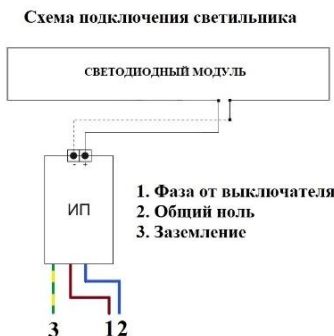 Схема подключения светильника
СВЕТОДИОДНЫЙ МОДУЛЬ
- +
ИП
1. Фаза от выключателя
2. Общий ноль
3. Заземление
3 1 2